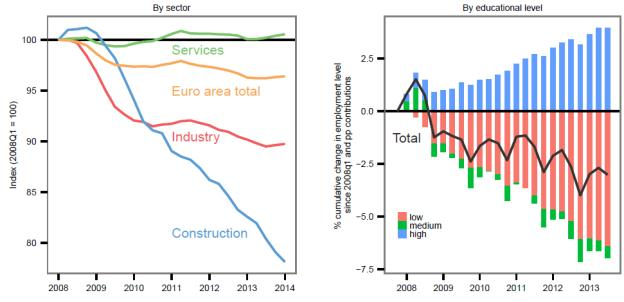 By sector
Index (2008Q1 = 100)
100
95
90
85
80
Services
Euro area total
Industry
Construction
2008 2009 2010 2011 2012 2013 2014
By educational level
% cumulative change in employment level
since 2008q1 and pp contributions
2.5
0.0
−2.5
−5.0
−7.5
Total
low
medium
high
2008 2009 2010 2011 2012 2013